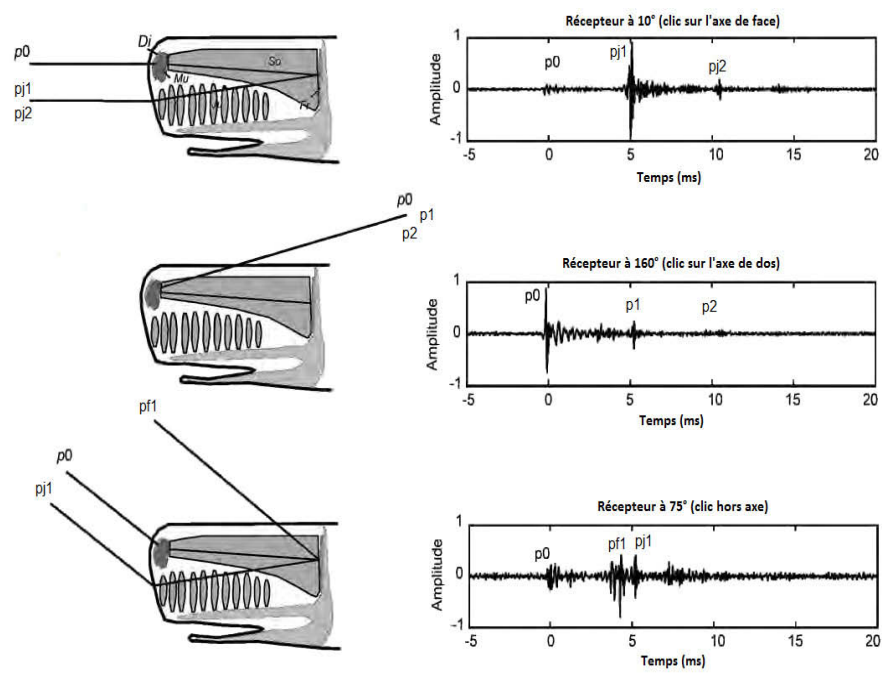 Récepteur à 10° (clic sur l'axe de face)
Di
p0
So
Mu
pj1
pj2
Amplitude
1
0
-1
p0
pj1
pj2
-5
0
5
10
15
20
Temps (ms)
p0
p1
p2
Récepteur à 160° (clic sur l'axe de dos)
Amplitude
1
0
-1
p0
p1
p2
-5
0
5
10
15
20
Temps (ms)
pf1
p0
pj1
Récepteur à 75° (clic hors axe)
Amplitude
1
0
-1
p0
pf1
pj1
-5
0
5
10
15
20
Temps (ms)